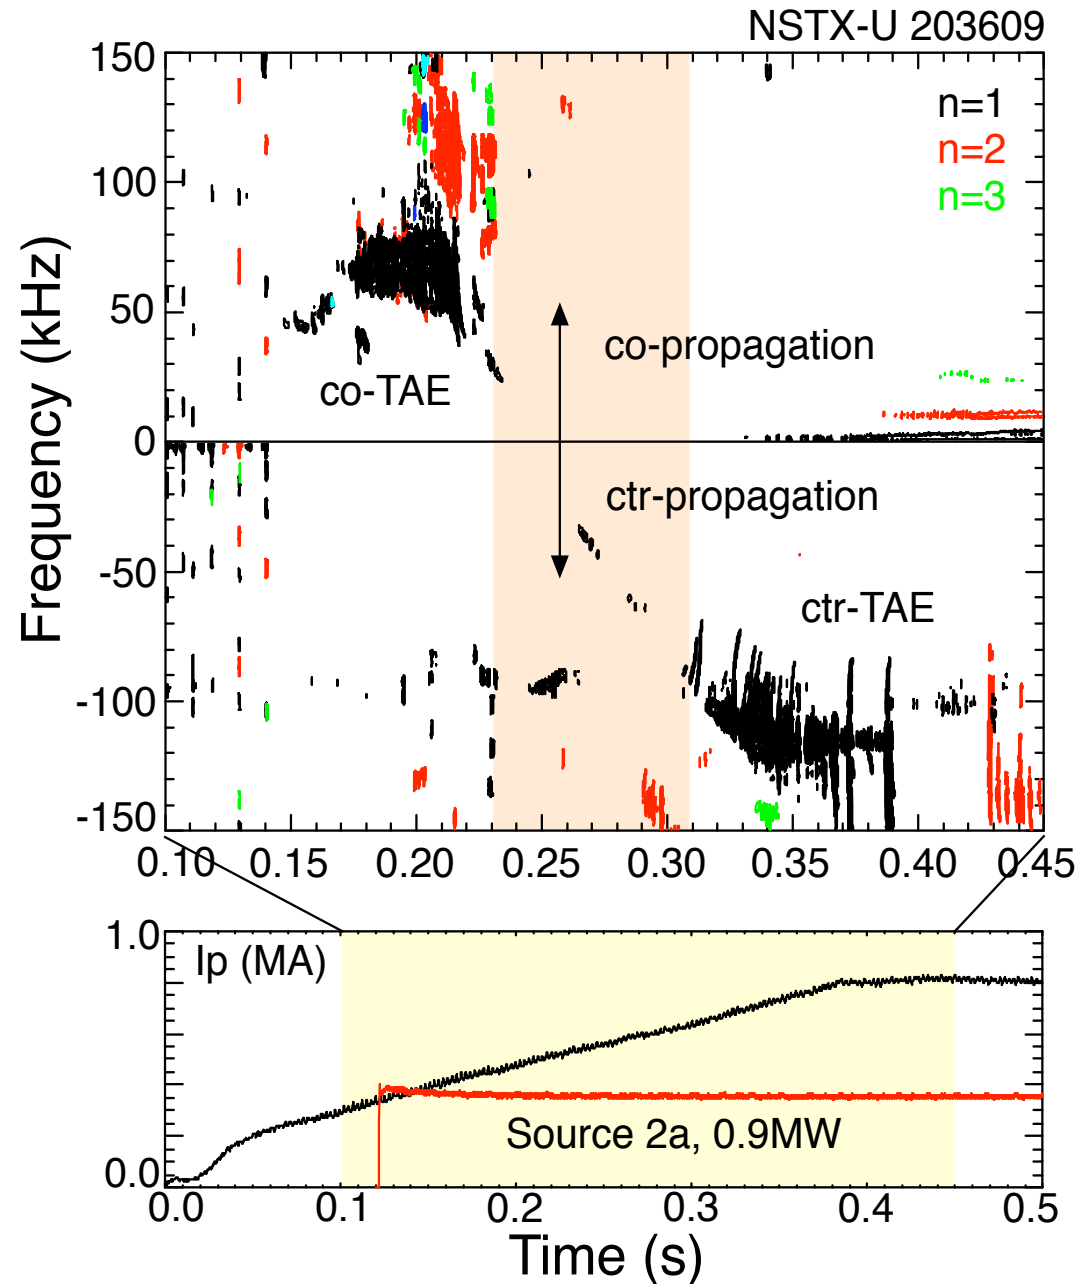 NSTX-U 203609
150
n=1
n=2
100
n=3
50
co-propagation
co-TAE
0
ctr-propagation
-50
ctr-TAE
-100
-150
Frequency (kHz)
0.10 0.15 0.20 0.25 0.30 0.35 0.40 0.45
1.0
Ip (MA)
Source 2a, 0.9MW
0.0
0.0 0.1 0.2 0.3 0.4 0.5
Time (s)